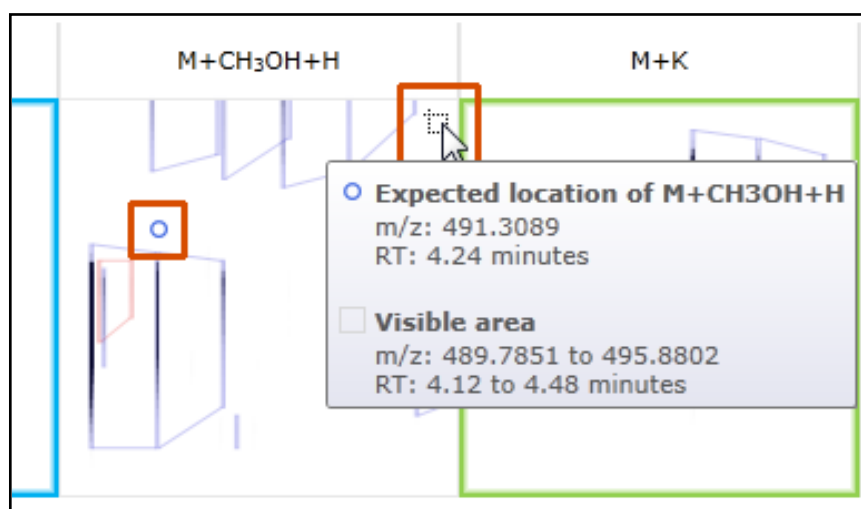 M+CH₃OH+H
M+K
Expected location of M+CH3OH+H
m/z: 491.3089
RT: 4.24 minutes
Visible area
m/z: 489.7851 to 495.8802
RT: 4.12 to 4.48 minutes